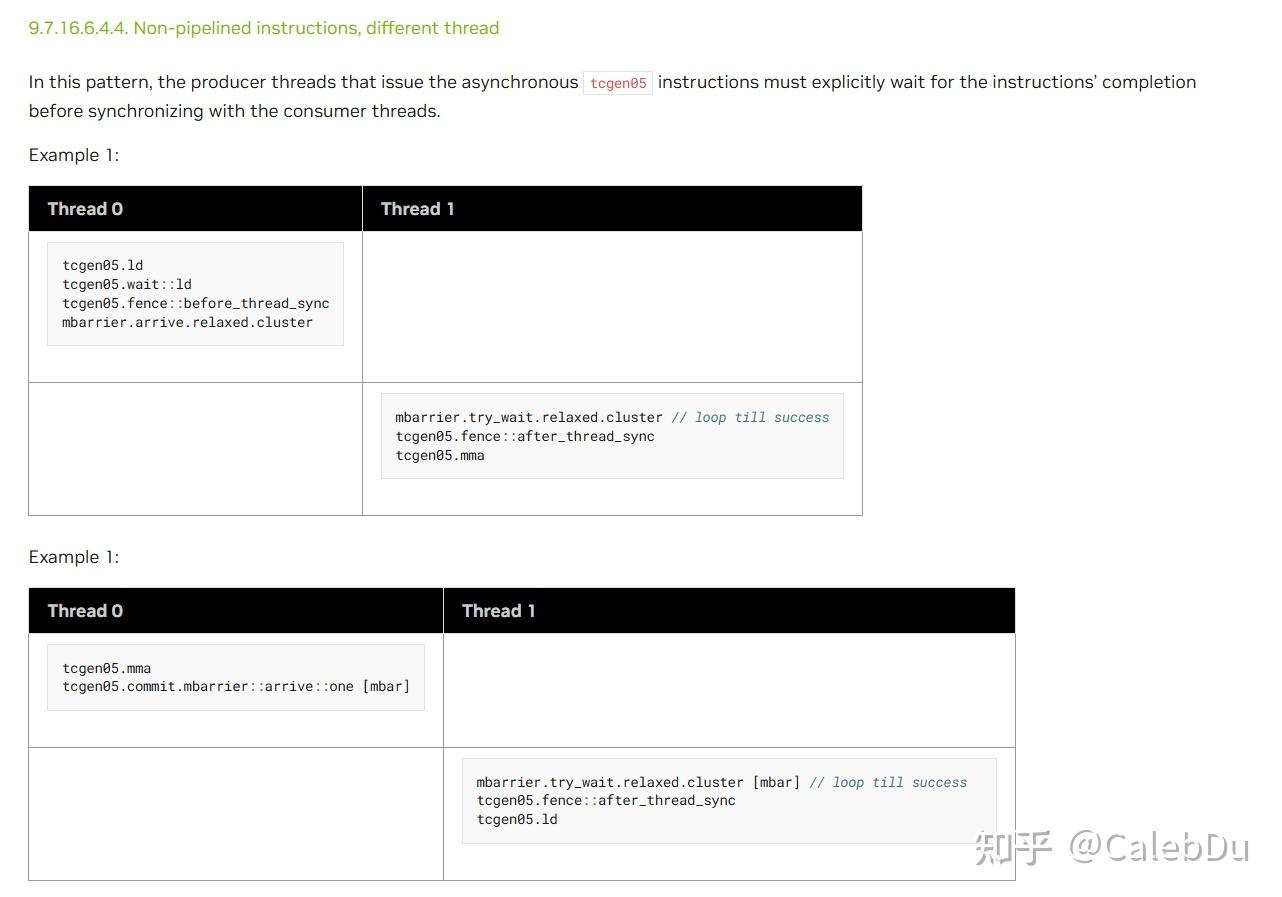 9.7.16.6.4.4. Non-pipelined instructions, different thread
In this pattern, the producer threads that issue the asynchronous tcgen05 instructions must explicitly wait for the instructions’ completion
before synchronizing with the consumer threads.
Example 1:
Thread 0 Thread 1
tcgen05.ld
tcgen05.wait::ld
tcgen05.fence::before_thread_sync
mbarrier.arrive.relaxed.cluster
mbarrier.try_wait.relaxed.cluster // loop till success
tcgen05.fence::after_thread_sync
tcgen05.mma
Example 1:
Thread 0 Thread 1
tcgen05.mma
tcgen05.commit.mbarrier::arrive::one [mbar]
mbarrier.try_wait.relaxed.cluster [mbar] // loop till success
tcgen05.fence::after_thread_sync
tcgen05.ld
知乎 @CalebDu